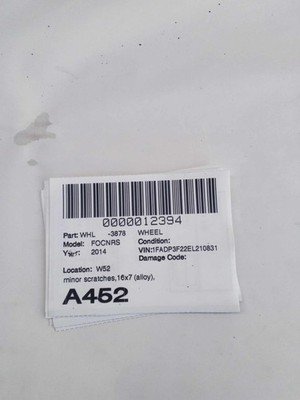 0000012394
Part: WHL -3878 WHEEL
Model: FOCNRS Condition:
Year: 2014 VIN:1FADP3F22EL210831
Damage Code:
Location: W52
minor scratches,16x7 (alloy),
A452